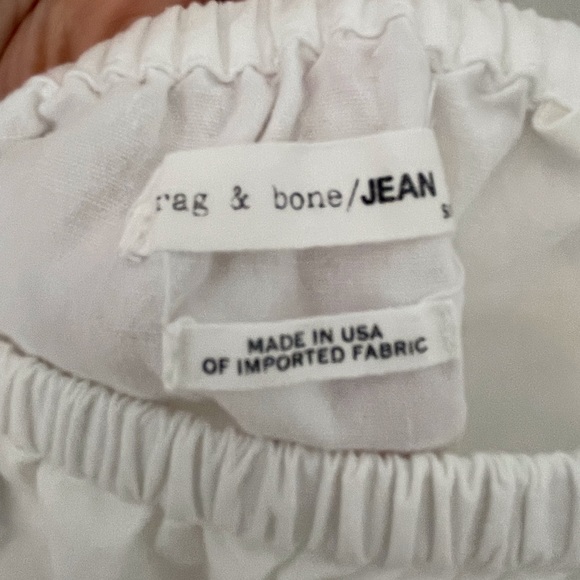 rag & bone/JEAN
MADE IN USA
OF IMPORTED FABRIC